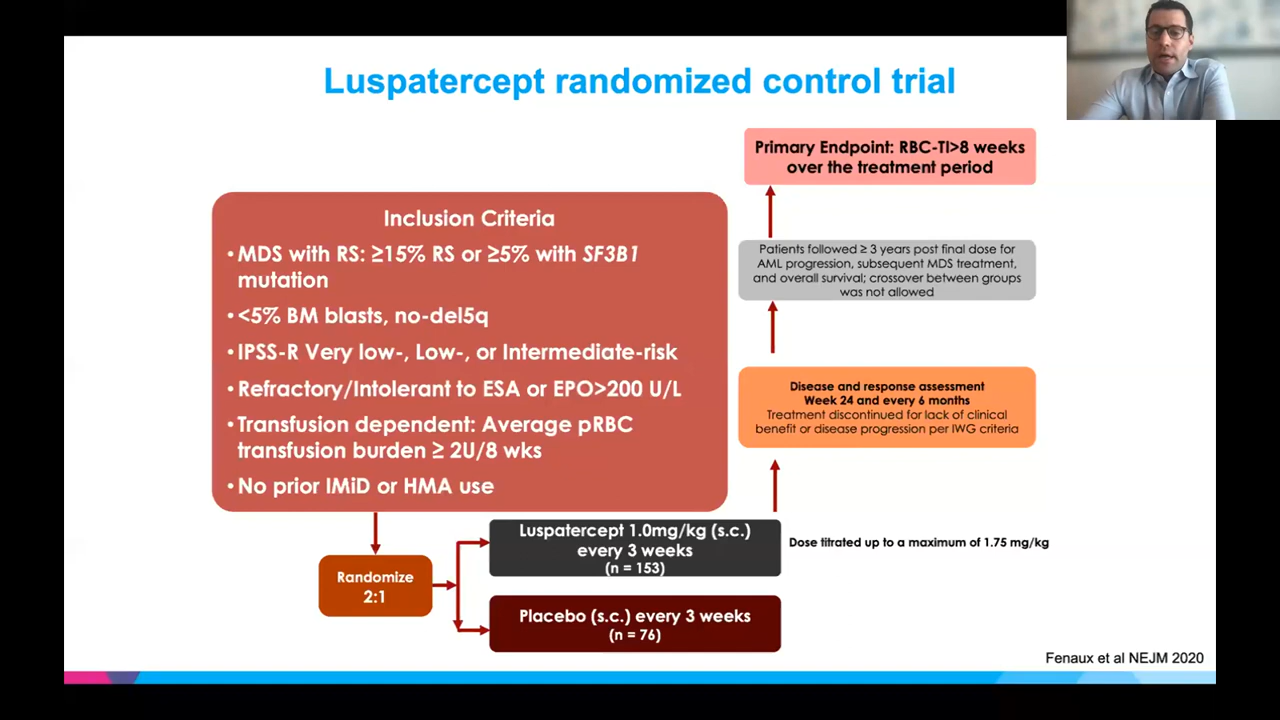 Luspatercept randomized control trial
Inclusion Criteria
•MDS with RS: ≥15% RS or ≥5% with SF3B1
mutation
•<5% BM blasts, no-del5q
•IPSS-R Very low-, Low-, or Intermediate-risk
•Refractory/Intolerant to ESA or EPO>200 U/L
•Transfusion dependent: Average pRBC
transfusion burden ≥ 2U/8 wks
•No prior IMiD or HMA use
Randomize
2:1
Luspatercept 1.0mg/kg (s.c.)
every 3 weeks
(n = 153)
Placebo (s.c.) every 3 weeks
(n = 76)
Dose titrated up to a maximum of 1.75 mg/kg
Disease and response assessment
Week 24 and every 6 months
Treatment discontinued for lack of clinical
benefit or disease progression per IWG criteria
Patients followed ≥ 3 years post final dose for
AML progression, subsequent MDS treatment,
and overall survival; crossover between groups
was not allowed
Primary Endpoint: RBC-TI>8 weeks
over the treatment period
Fenaux et al NEJM 2020